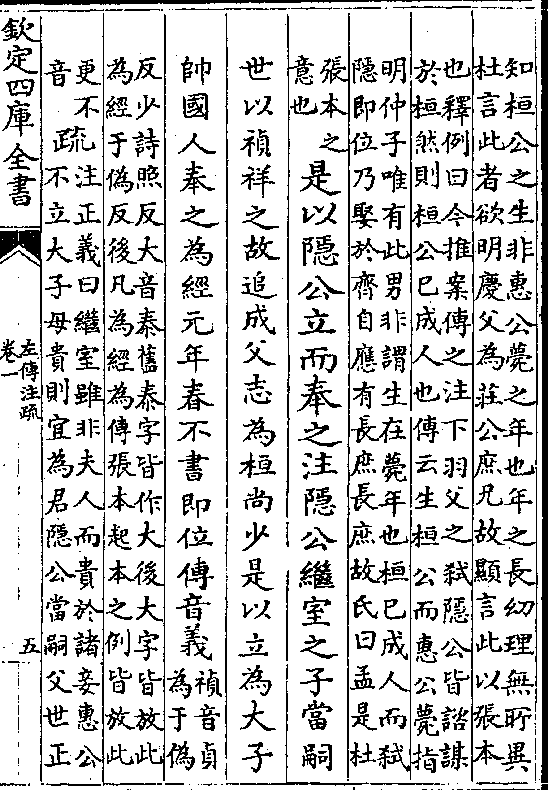 知桓公之生非惠公薨之年也年之長㓜理無所異
杜言此者欲明慶父為莊公庶兄故顯言此以張本
也釋例曰今推案傳之注下羽父之弑隱公皆諮謀
於桓然則桓公已成人也傳云生桓公而惠公薨指
明仲子唯有此男非謂生在薨年也桓已成人而弑
隱即位乃娶於齊自應有長庶長庶故氏曰孟是杜
張本之
意也
是以隱公立而奉之注隱公繼室之子當嗣
世以禎祥之故追成父志為桓尚少是以立為大子
帥國人奉之為經元年春不書即位傳音義
禎音貞
為于偽
反少詩照反大音泰舊泰字皆作大後大字皆放此
為經于偽反後凡為經為傳張本起本之例皆放此
更不
音
疏注正義曰繼室雖非夫人而貴於諸妾惠公
不立大子母貴則宜為君隱公當嗣父世正
欽定四庫全書
左傳注疏
卷一
五